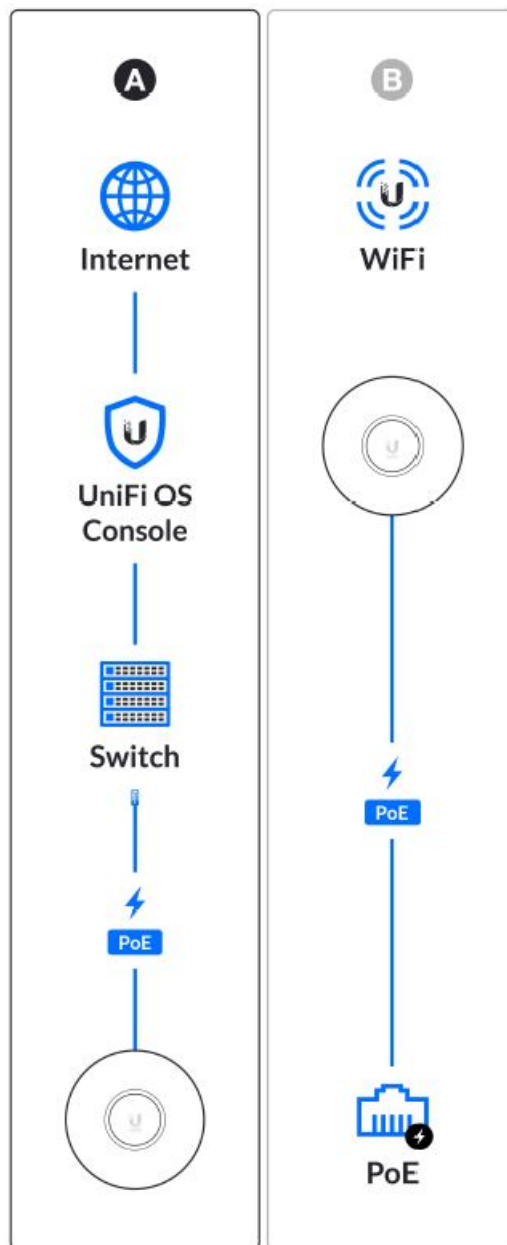 A
Internet
UniFi OS
Console
Switch
PoE
B
WiFi
PoE
PoE